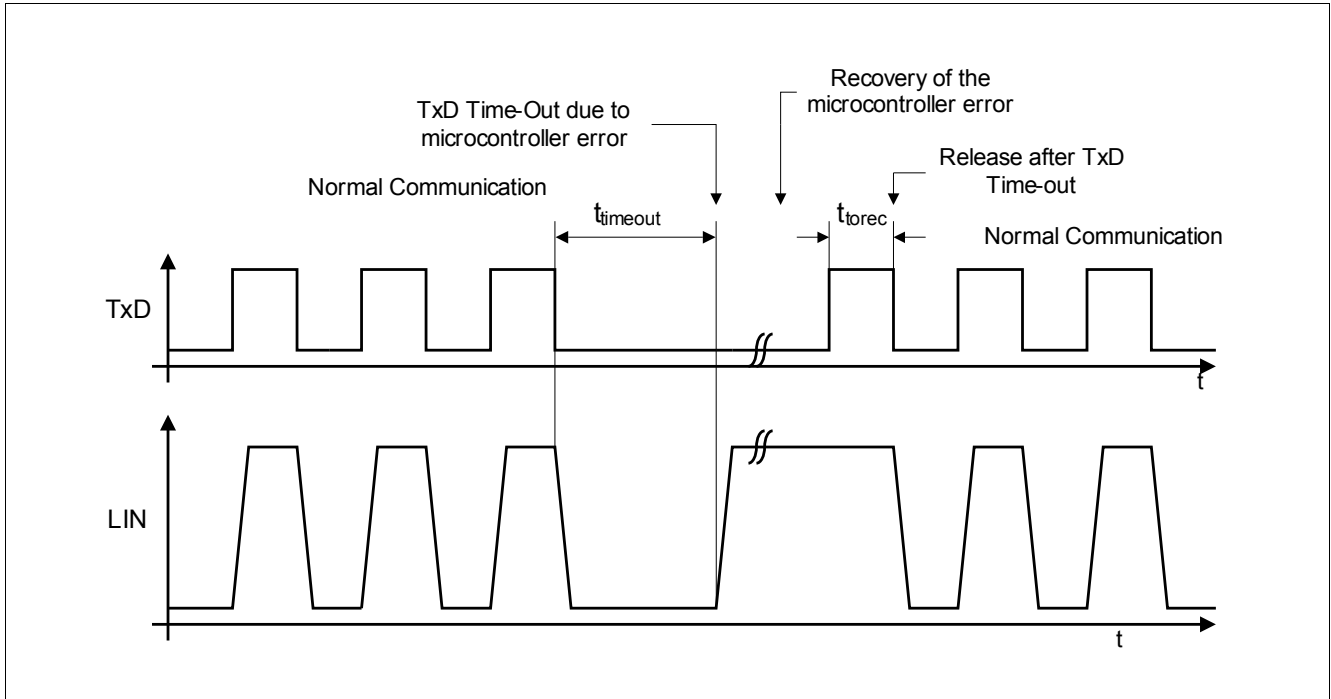 Recovery of the
microcontroller error
TxD Time-Out due to
microcontroller error
Release after TxD
Time-out
Normal Communication
ttimeout
ttorec
Normal Communication
TxD
t
LIN
t